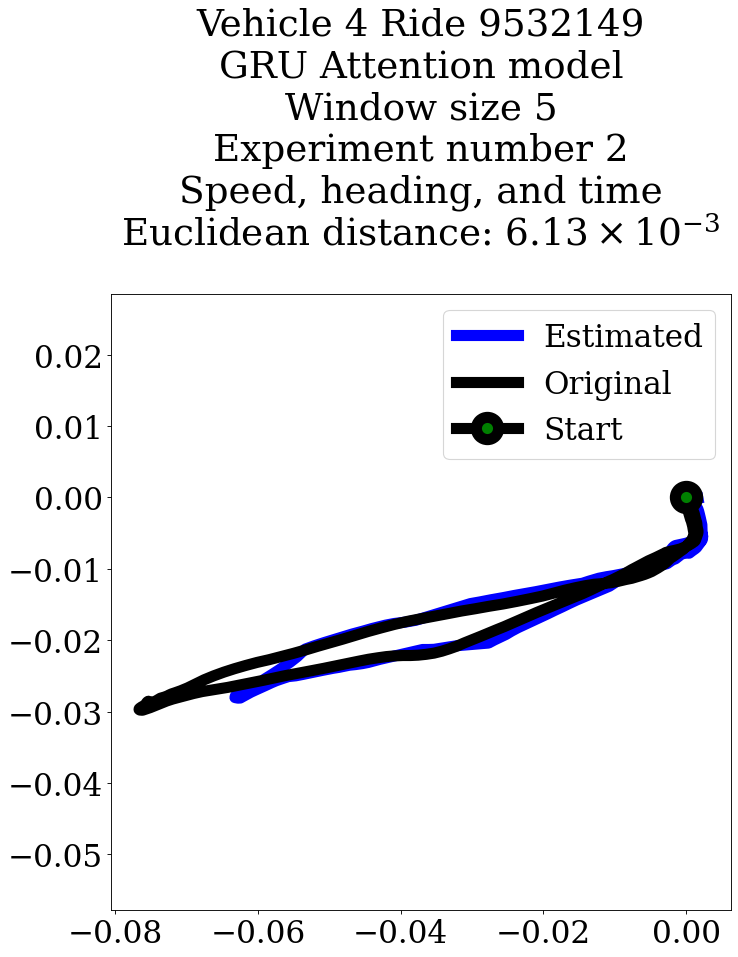 Vehicle 4 Ride 9532149
GRU Attention model
Window size 5
Experiment number 2
Speed, heading, and time
Euclidean distance: 6.13 × 10⁻³
Estimated
Original
Start
0.02
0.01
0.00
−0.01
−0.02
−0.03
−0.04
−0.05
−0.08 −0.06 −0.04 −0.02 0.00